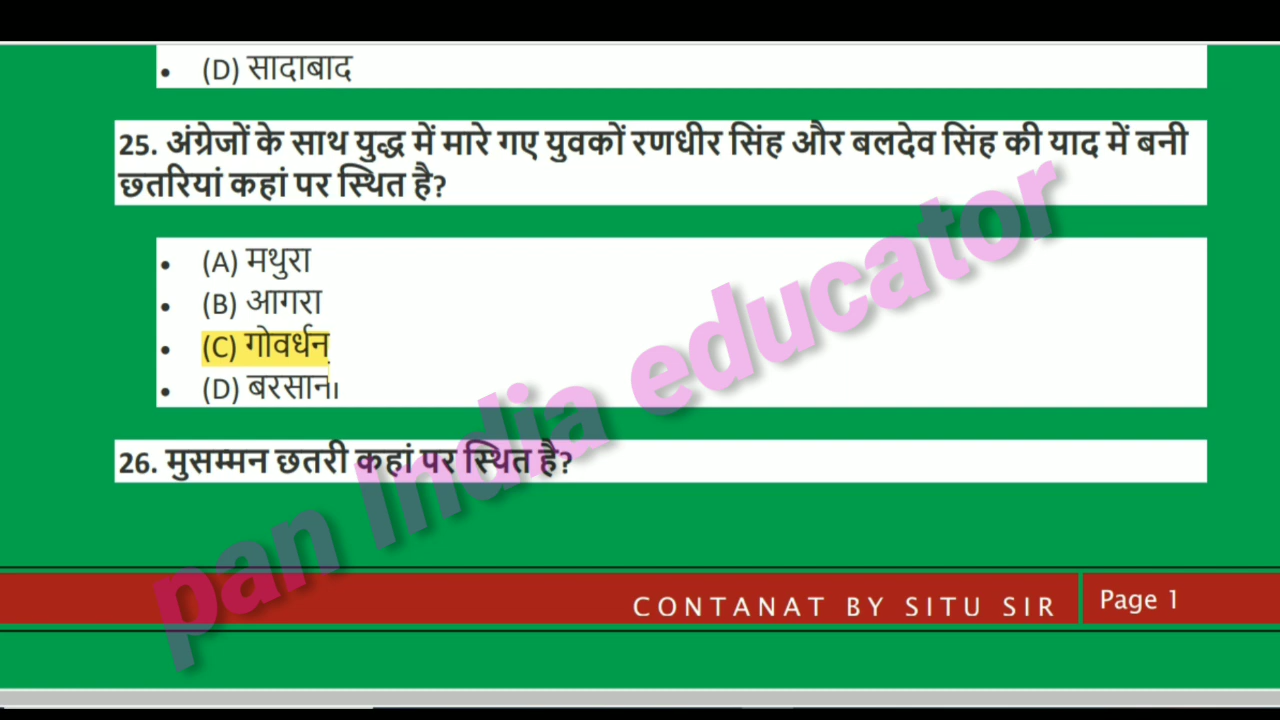 • (D) सादाबाद
25. अंग्रेजों के साथ युद्ध में मारे गए युवकों रणधीर सिंह और बलदेव सिंह की याद में बनी
छतरियां कहां पर स्थित है?
• (A) मथुरा
• (B) आगरा
• (C) गोवर्धन
• (D) बरसाना
26. मुसम्मन छतरी कहां पर स्थित है?
pan India educator
CONTANAT BY SITU SIR
Page 1